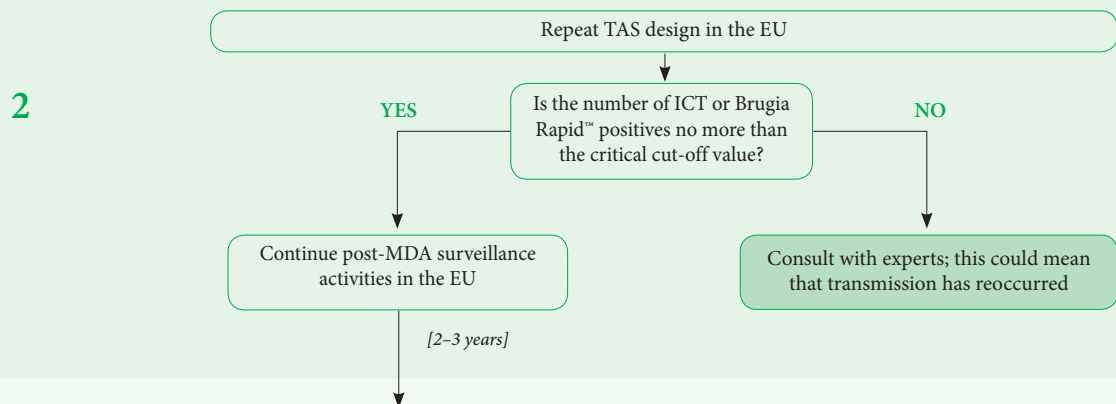 Repeat TAS design in the EU
2
YES
Is the number of ICT or Brugia
Rapid™ positives no more than
the critical cut-off value?
NO
Continue post-MDA surveillance
activities in the EU
Consult with experts; this could mean
that transmission has reoccurred
[2–3 years]